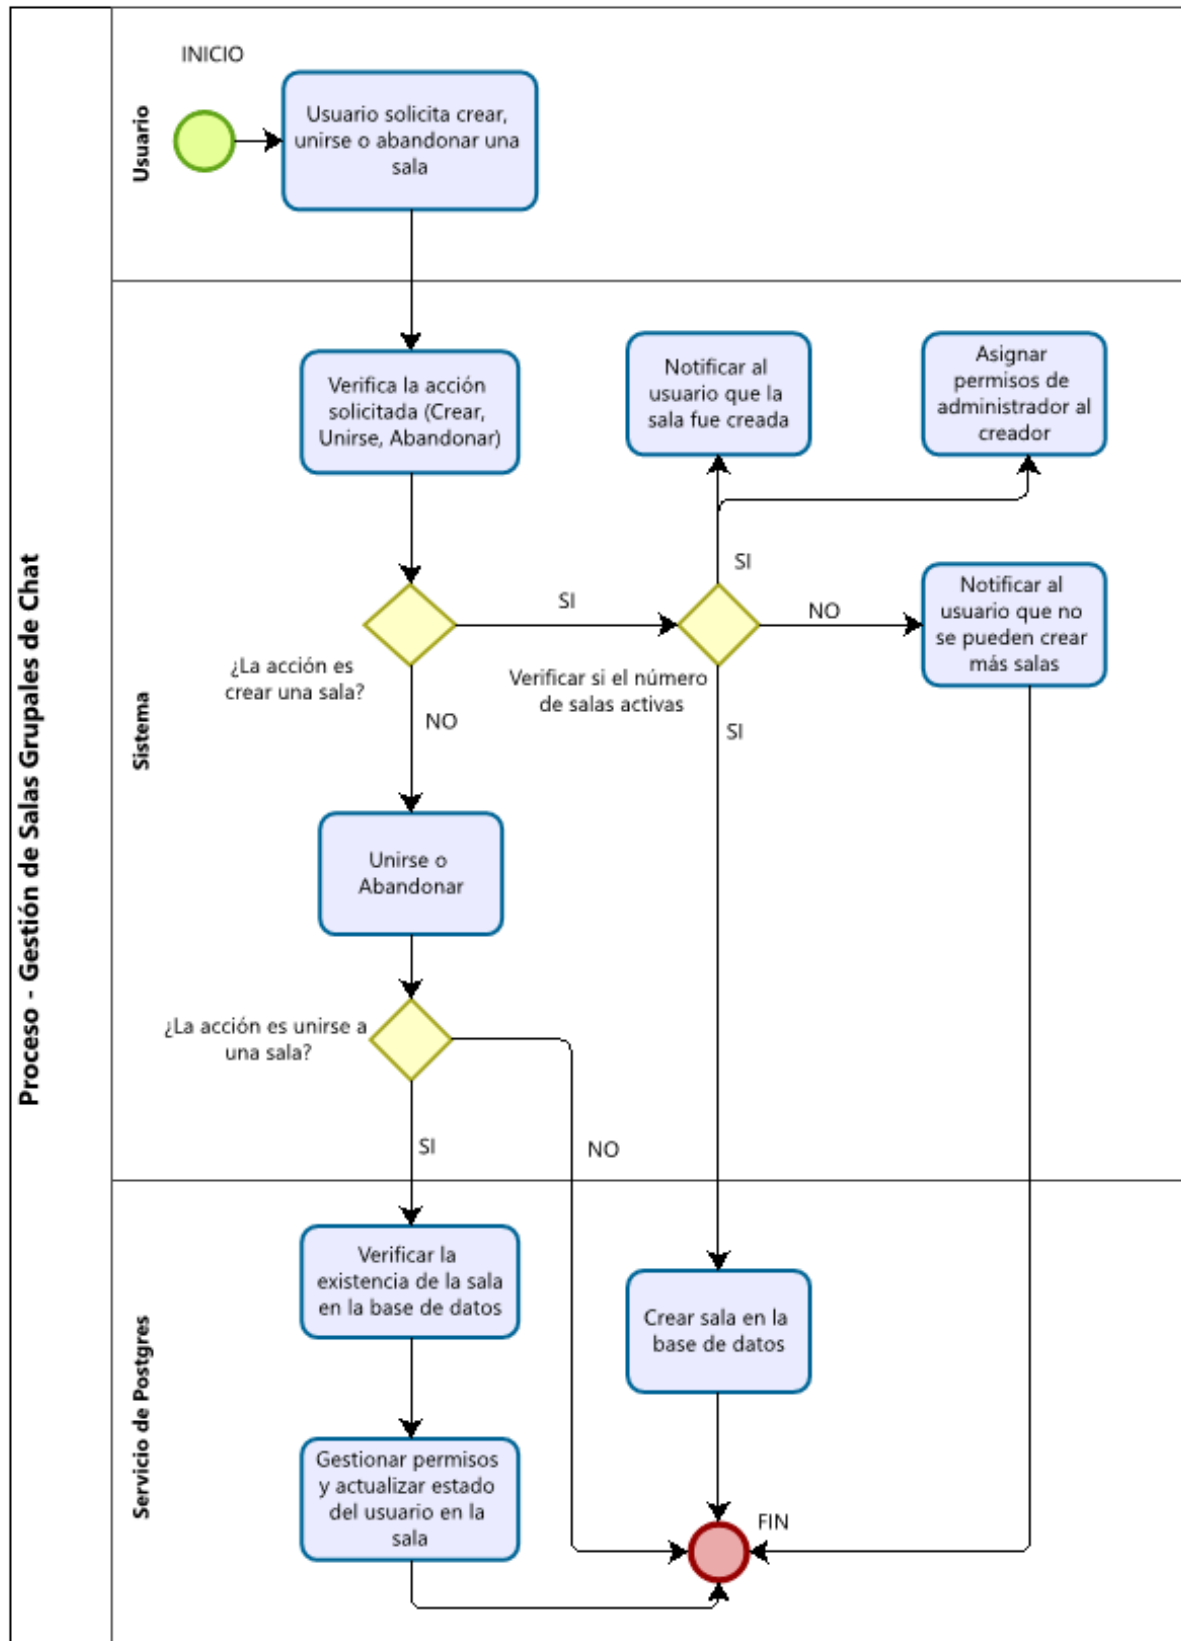 Proceso - Gestión de Salas Grupales de Chat
Usuario
INICIO
Usuario solicita crear,
unirse o abandonar una
sala
Sistema
Verifica la acción
solicitada (Crear,
Unirse, Abandonar)
Notificar al
usuario que la
sala fue creada
Asignar
permisos de
administrador al
creador
¿La acción es
crear una sala?
SI
Verificar si el número
de salas activas
SI
NO
Notificar al
usuario que no
se pueden crear
más salas
NO
SI
Unirse o
Abandonar
¿La acción es unirse a
una sala?
SI
NO
Servicio de Postgres
Verificar la
existencia de la sala
en la base de datos
Crear sala en la
base de datos
Gestionar permisos
y actualizar estado
del usuario en la
sala
FIN